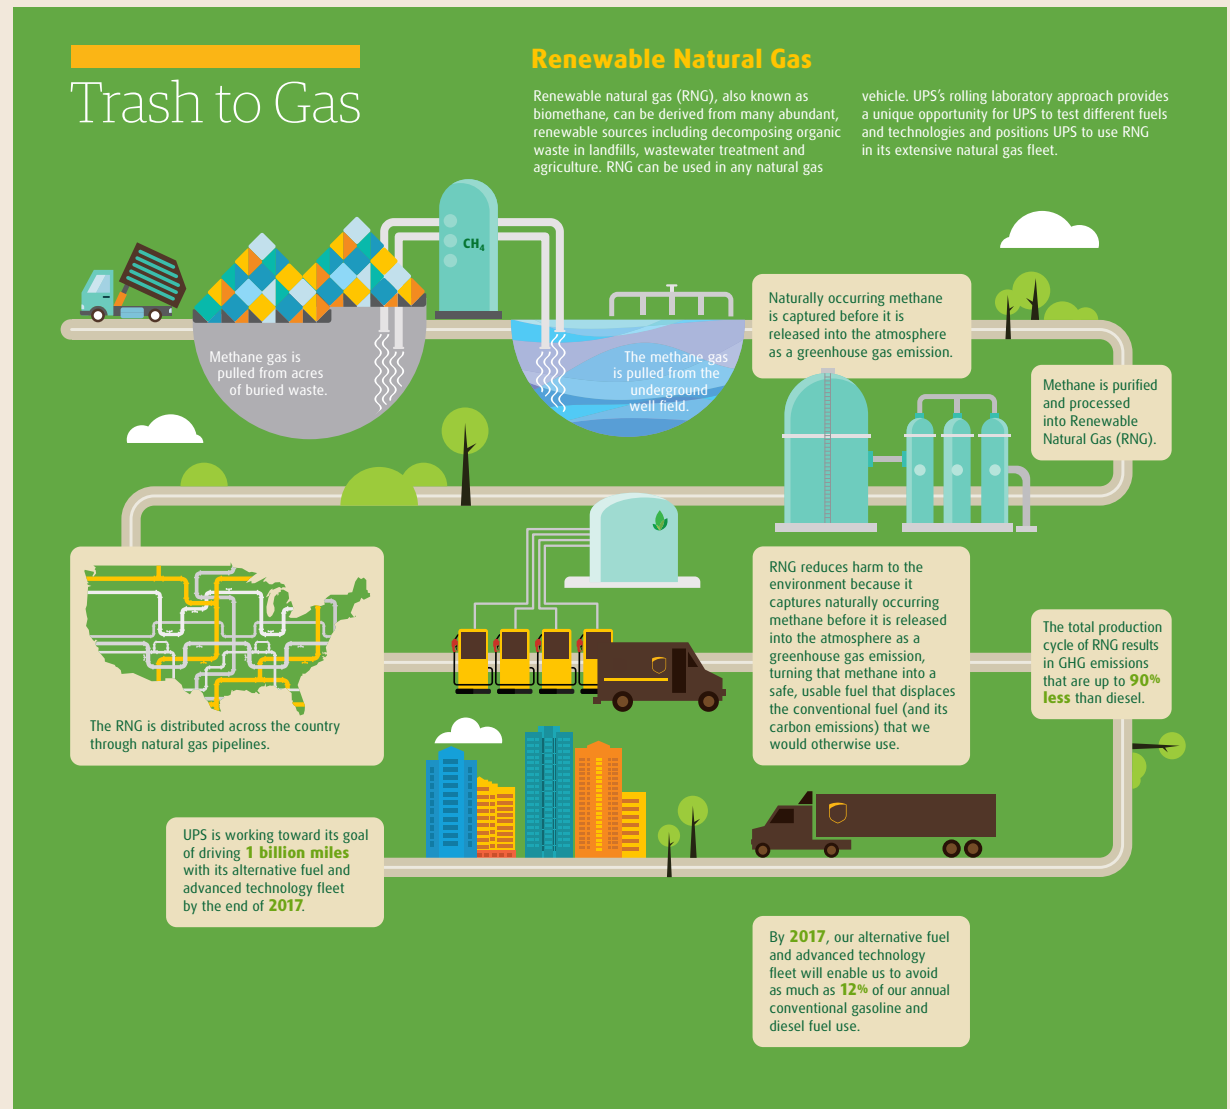 Trash to Gas
Renewable Natural Gas
Renewable natural gas (RNG), also known as
biomethane, can be derived from many abundant,
renewable sources including decomposing organic
waste in landfills, wastewater treatment and
agriculture. RNG can be used in any natural gas
vehicle. UPS’s rolling laboratory approach provides
a unique opportunity for UPS to test different fuels
and technologies and positions UPS to use RNG
in its extensive natural gas fleet.
CH₄
Methane gas is
pulled from acres
of buried waste.
The methane gas
is pulled from the
underground
well field.
Naturally occurring methane
is captured before it is
released into the atmosphere
as a greenhouse gas emission.
Methane is purified
and processed
into Renewable
Natural Gas (RNG).
The RNG is distributed across the country
through natural gas pipelines.
RNG reduces harm to the
environment because it
captures naturally occurring
methane before it is released
into the atmosphere as a
greenhouse gas emission,
turning that methane into a
safe, usable fuel that displaces
the conventional fuel (and its
carbon emissions) that we
would otherwise use.
The total production
cycle of RNG results
in GHG emissions
that are up to 90%
less than diesel.
UPS is working toward its goal
of driving 1 billion miles
with its alternative fuel and
advanced technology fleet
by the end of 2017.
By 2017, our alternative fuel
and advanced technology
fleet will enable us to avoid
as much as 12% of our annual
conventional gasoline and
diesel fuel use.